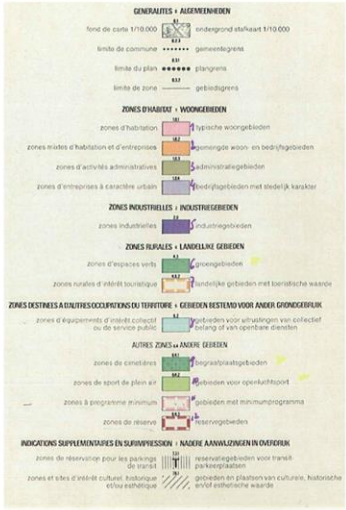 GENERALITES & ALGEMEENHEDEN
fond de carte 1/10.000 ondergrond stafkaart 1/10.000
limite de commune gemeentegrens
limite du plan plangrens
limite de zone gebiedsgrens
ZONES D'HABITAT & WOONGEBIEDEN
zones d'habitation typische woongebieden
zones mixtes d'habitation et d'entreprises gemengde woon- en bedrijfsgebieden
zones d'activités administratives administratiegebieden
zones d'entreprises à caractère urbain bedrijfsgebieden met stedelijk karakter
ZONES INDUSTRIELLES & INDUSTRIEGEBIEDEN
zones industrielles industriegebieden
ZONES RURALES & LANDELIJKE GEBIEDEN
zones d'espaces verts groengebieden
zones rurales d'intérêt touristique landelijke gebieden met toeristische waarde
ZONES DESTINEES A D'AUTRES OCCUPATIONS DU TERRITOIRE & GEBIEDEN BESTEMD VOOR ANDER GRONDGEBRUIK
zones d'équipements d'intérêt collectif gebieden voor uitrustingen van collectief
ou de service public belang of van openbare diensten
AUTRES ZONES ANDERE GEBIEDEN
zones de cimetières begraafplaatsgebieden
zones de sport de plein air gebieden voor openluchtsport
zones à programme minimum gebieden met minimumprogramma
zones de réserve reservegebieden
INDICATIONS SUPPLEMENTAIRES EN SURIMPRESSION & NADERE AANWIJZINGEN IN OVERDRUK
zones de réservation pour les parkings reservatiegebieden voor transit-
de transit parkeerplaatsen
zones et sites d'intérêt culturel, historique gebieden en plaatsen van culturele, historische
et/ou esthétique en/of esthetische waarde